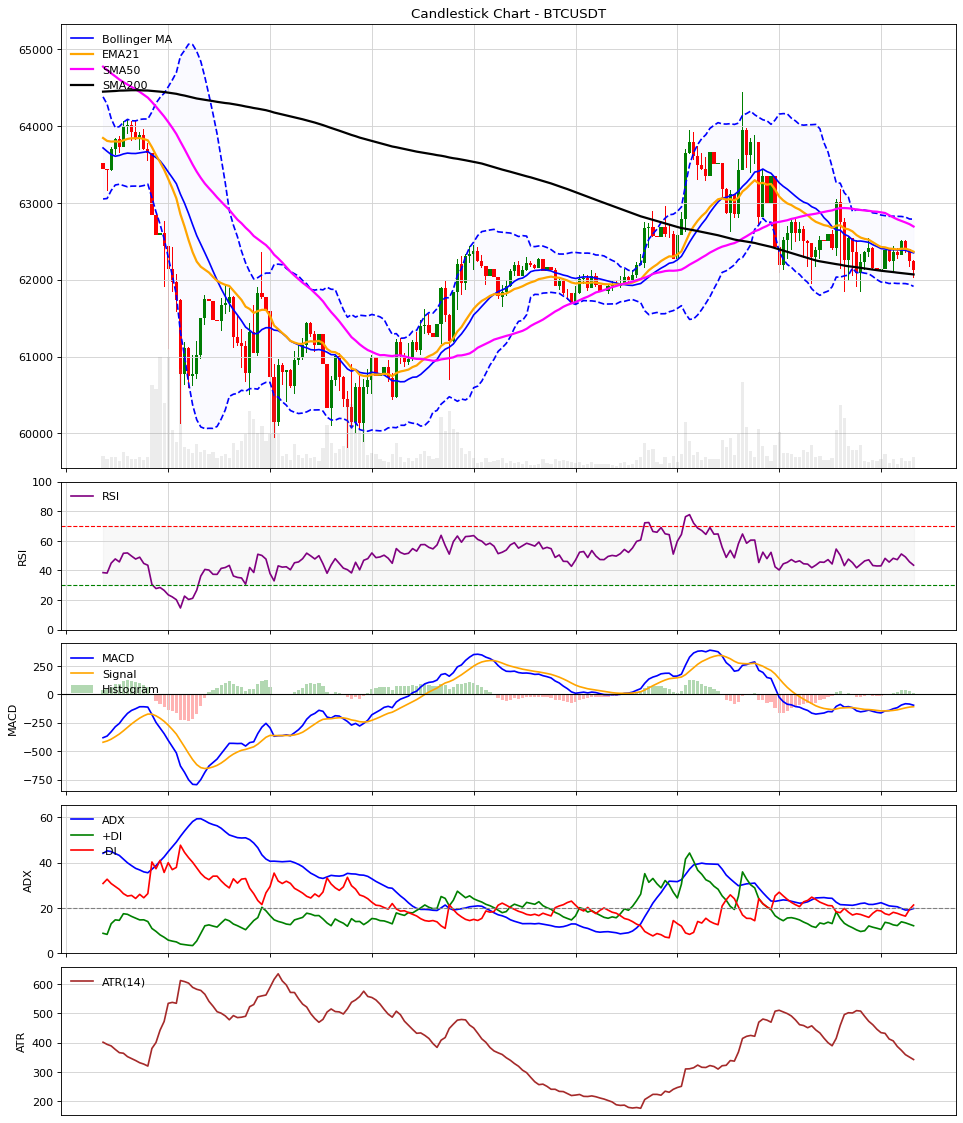 Candlestick Chart - BTCUSDT
65000
64000
63000
62000
61000
60000
Bollinger MA
EMA21
SMA50
SMA200
100
80
60
40
20
0
RSI
RSI
250
0
−250
−500
−750
MACD
MACD
Signal
Histogram
60
40
20
0
ADX
ADX
+DI
-DI
600
500
400
300
200
ATR
ATR(14)